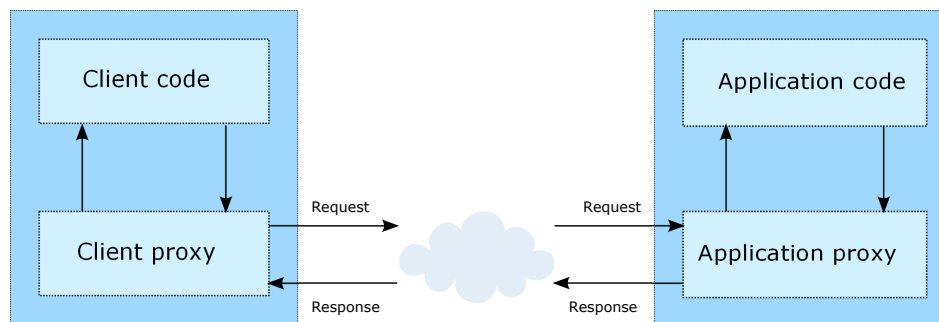 Client code
Application code
Request
Request
Client proxy
Application proxy
Response
Response